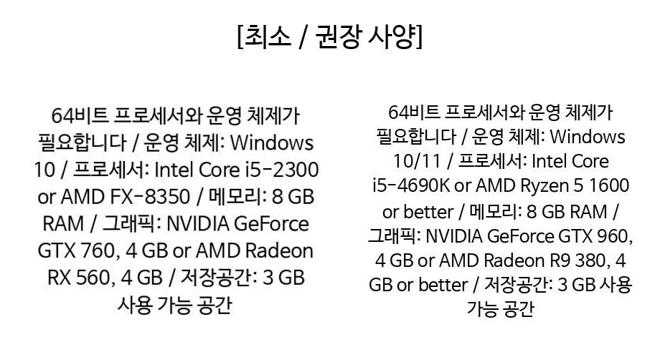 [최소 / 권장 사양]
64비트 프로세서와 운영 체제가
필요합니다 / 운영 체제: Windows
10 / 프로세서: Intel Core i5-2300
or AMD FX-8350 / 메모리: 8 GB
RAM / 그래픽: NVIDIA GeForce
GTX 760, 4 GB or AMD Radeon
RX 560, 4 GB / 저장공간: 3 GB
사용 가능 공간
64비트 프로세서와 운영 체제가
필요합니다 / 운영 체제: Windows
10/11 / 프로세서: Intel Core
i5-4690K or AMD Ryzen 5 1600
or better / 메모리: 8 GB RAM /
그래픽: NVIDIA GeForce GTX 960,
4 GB or AMD Radeon R9 380, 4
GB or better / 저장공간: 3 GB 사용
가능 공간